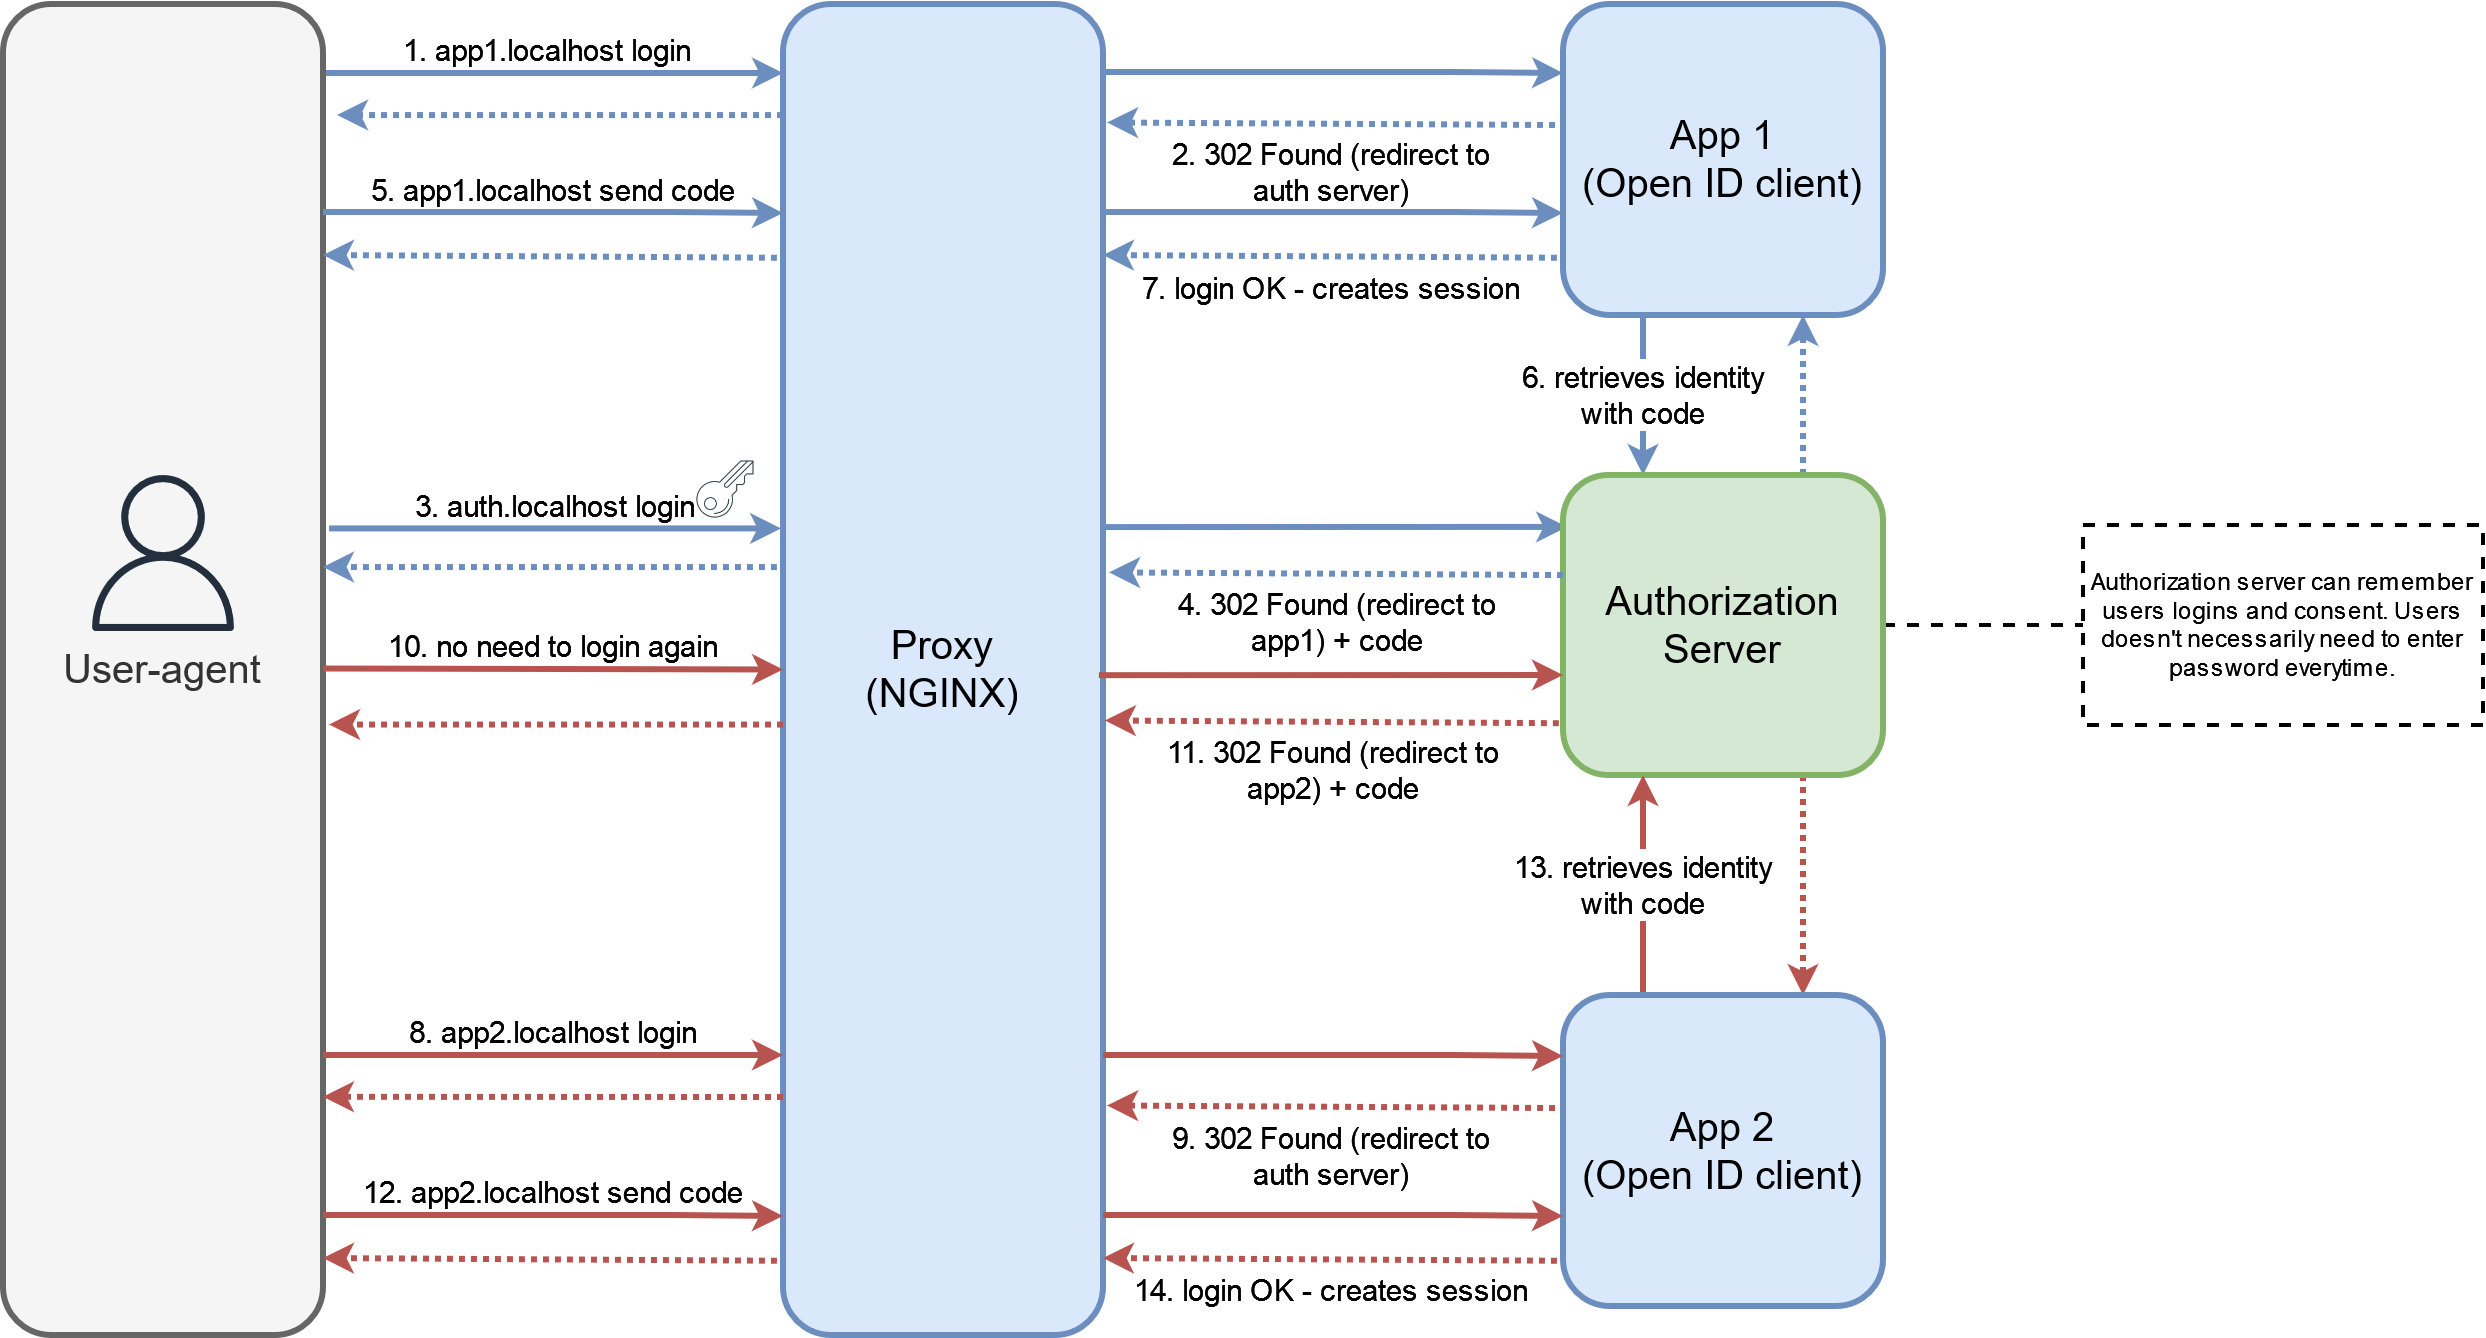 1. app1.localhost login
2. 302 Found (redirect to
auth server)
5. app1.localhost send code
7. login OK - creates session
App 1
(Open ID client)
6. retrieves identity
with code
3. auth.localhost login
4. 302 Found (redirect to
app1) + code
10. no need to login again
11. 302 Found (redirect to
app2) + code
User-agent
Proxy
(NGINX)
Authorization
Server
Authorization server can remember
users logins and consent. Users
doesn't necessarily need to enter
password everytime.
13. retrieves identity
with code
8. app2.localhost login
9. 302 Found (redirect to
auth server)
12. app2.localhost send code
14. login OK - creates session
App 2
(Open ID client)